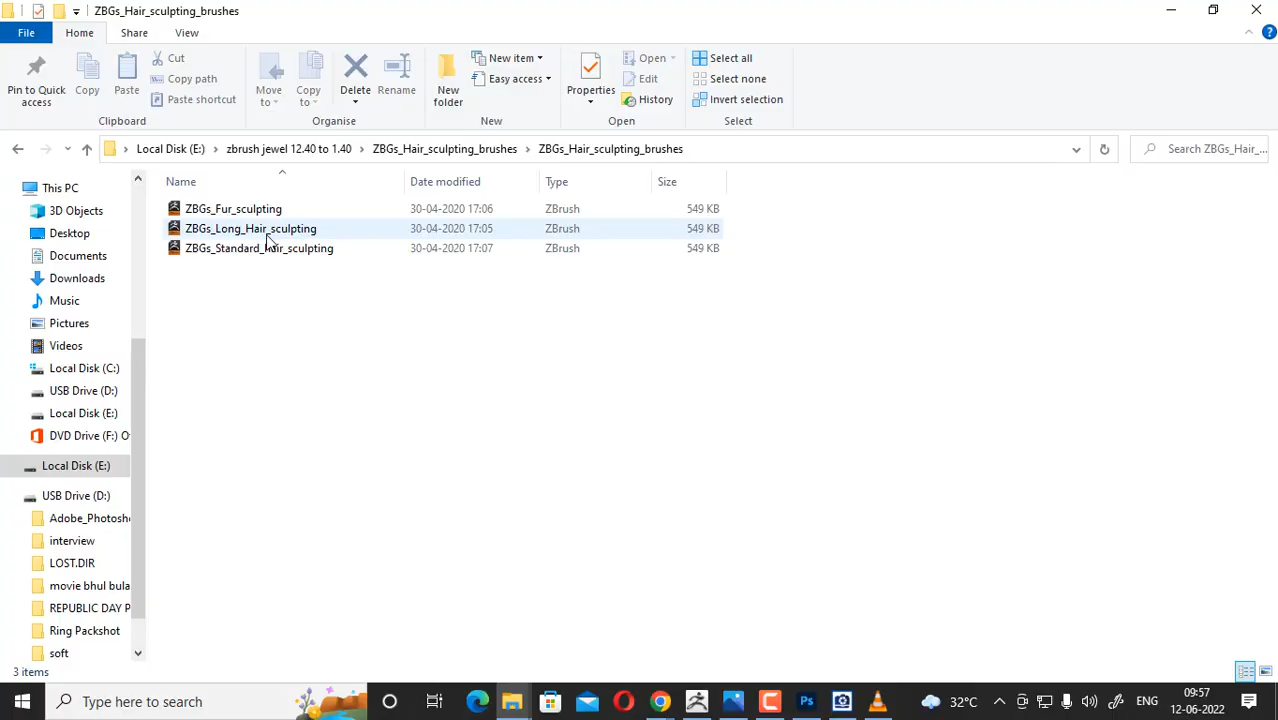 ZBGs_Hair_sculpting_brushes
File Home Share View
Pin to Quick access
Copy
Paste
Cut
Copy path
Paste shortcut
Clipboard
Move to
Copy to
Delete
Rename
Organise
New folder
New item
Easy access
New
Properties
Open
Edit
History
Open
Select all
Select none
Invert selection
Select
Local Disk (E:) > zbrush jewel 12.40 to 1.40 > ZBGs_Hair_sculpting_brushes > ZBGs_Hair_sculpting_brushes
Search ZBGs_Hair_...
Name Date modified Type Size
ZBGs_Fur_sculpting 30-04-2020 17:06 ZBrush 549 KB
ZBGs_Long_Hair_sculpting 30-04-2020 17:05 ZBrush 549 KB
ZBGs_Standard_Hair_sculpting 30-04-2020 17:07 ZBrush 549 KB
This PC
3D Objects
Desktop
Documents
Downloads
Music
Pictures
Videos
Local Disk (C:)
USB Drive (D:)
Local Disk (E:)
DVD Drive (F:) O
Local Disk (E:)
USB Drive (D:)
Adobe_Photosh
interview
LOST.DIR
movie bhul bula
REPUBLIC DAY P
Ring Packshot
soft
3 items
Type here to search
Ps
32°C
ENG
09:57
12-06-2022